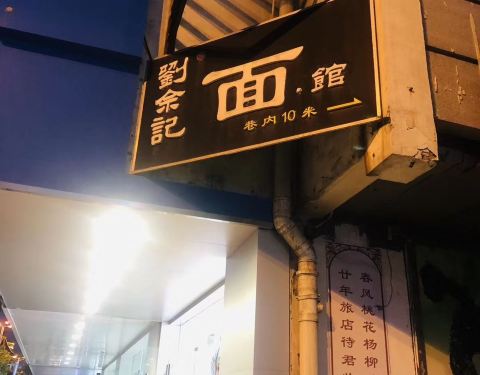 劉余記
面.館
巷内10米
春风桃花杨柳
廿年旅店待君